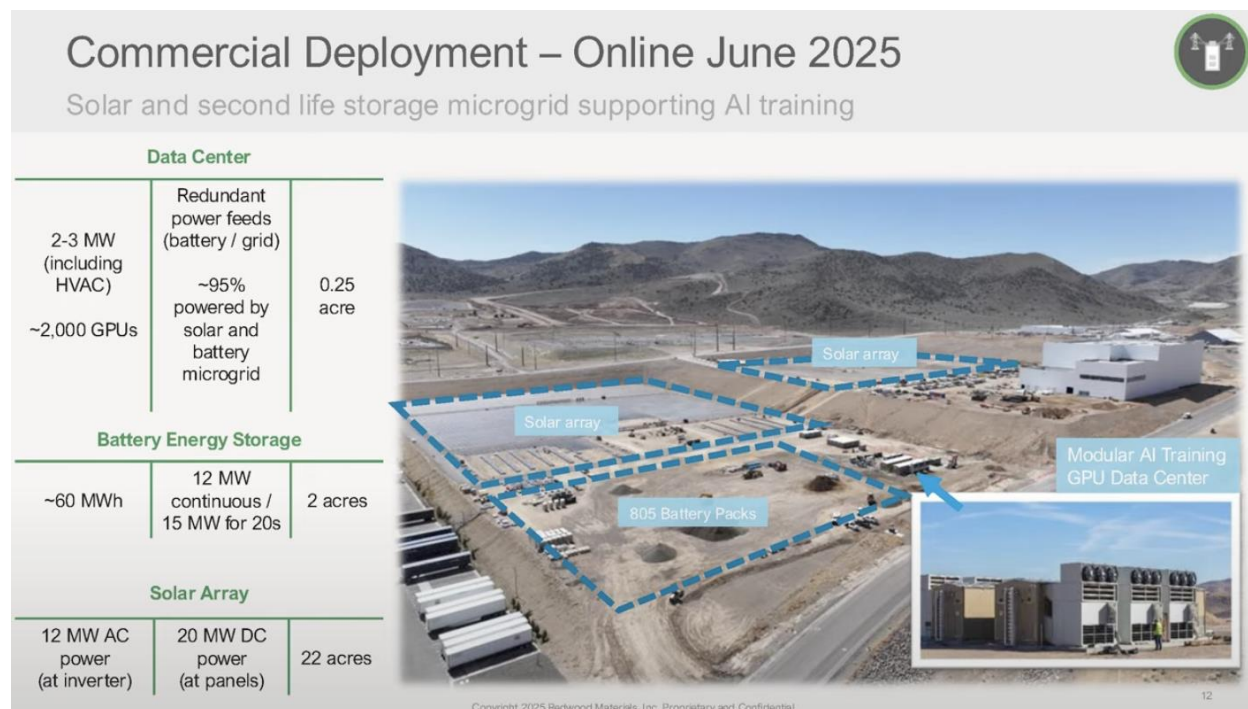 Commercial Deployment – Online June 2025
Solar and second life storage microgrid supporting AI training
Data Center
2-3 MW
(including
HVAC)
~2,000 GPUs
Redundant
power feeds
(battery / grid)
~95%
powered by
solar and
battery
microgrid
0.25
acre
Battery Energy Storage
~60 MWh
12 MW
continuous /
15 MW for 20s
2 acres
Solar Array
12 MW AC
power
(at inverter)
20 MW DC
power
(at panels)
22 acres
Solar array
Solar array
805 Battery Packs
Modular AI Training
GPU Data Center
12
Copyright 2025 Redwood Materials, Inc. Proprietary and Confidential